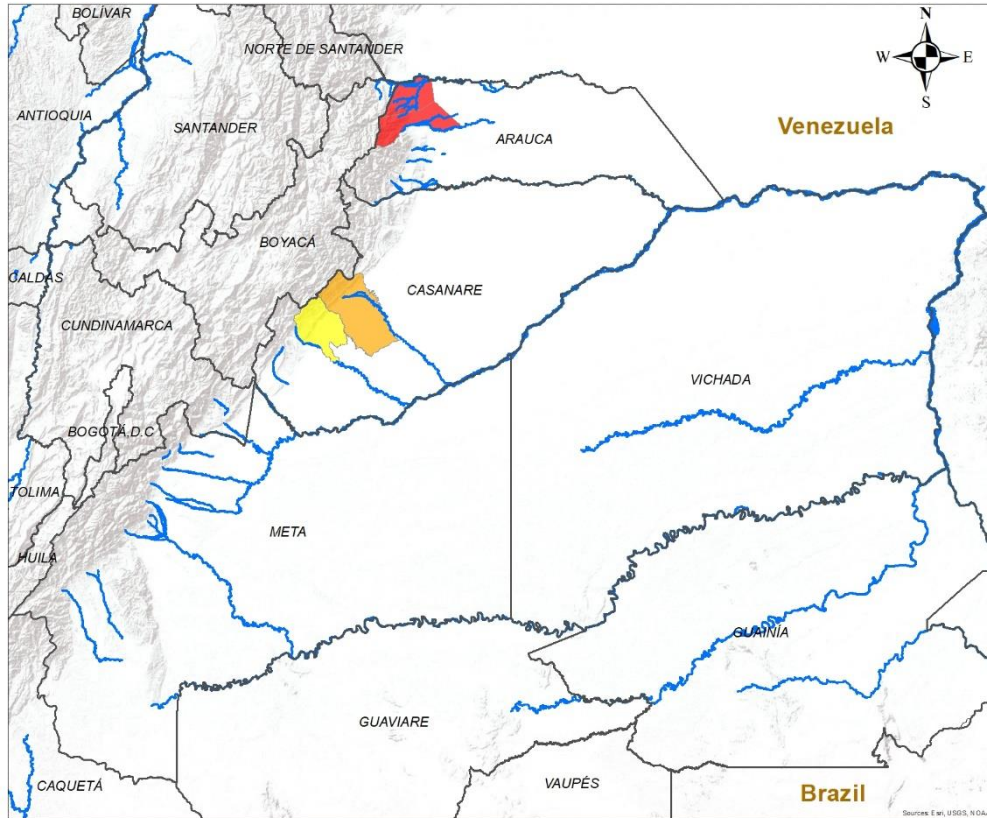 BOLÍVAR
NORTE DE SANTANDER
N
W
E
S
ANTIOQUIA
SANTANDER
ARAUCA
Venezuela
BOYACÁ
CALDAS
CASANARE
CUNDINAMARCA
VICHADA
BOGOTÁ D.C
TOLIMA
META
HUILA
GUAINÍA
GUAVIARE
CAQUETÁ
VAUPÉS
Brazil
Sources: Esri, USGS, NOAA